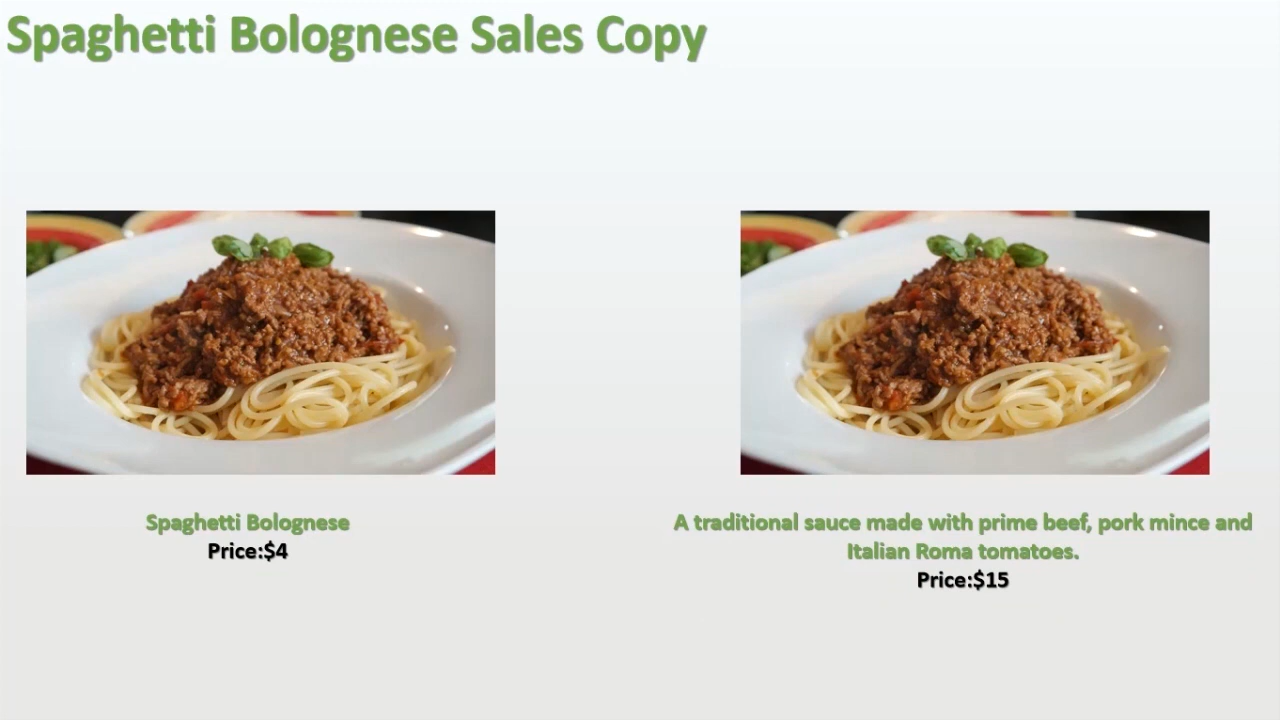 Spaghetti Bolognese Sales Copy
Spaghetti Bolognese
Price:$4
A traditional sauce made with prime beef, pork mince and
Italian Roma tomatoes.
Price:$15